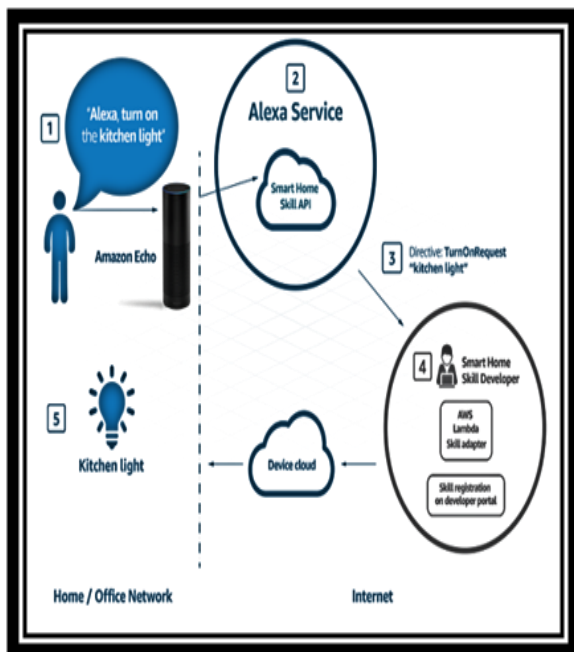 1
"Alexa, turn on
the kitchen light"
Amazon Echo
2
Alexa Service
Smart Home
Skill API
3
Directive: TurnOnRequest
"kitchen light"
4
Smart Home
Skill Developer
AWS
Lambda
Skill adapter
Skill registration
on developer portal
Device cloud
5
Kitchen light
Home / Office Network
Internet